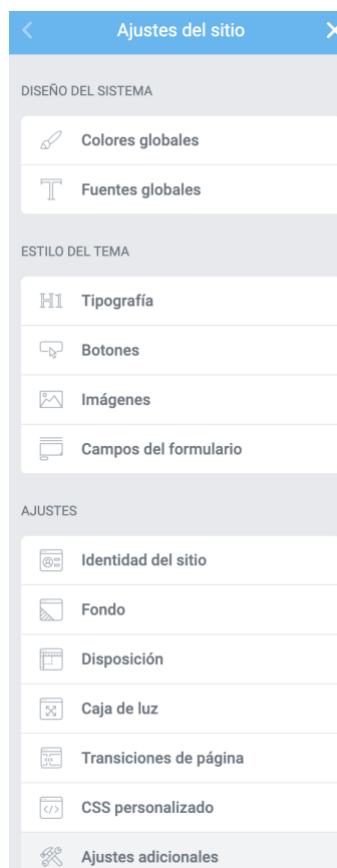 Ajustes del sitio
DISEÑO DEL SISTEMA
Colores globales
Fuentes globales
ESTILO DEL TEMA
H1 Tipografía
Botones
Imágenes
Campos del formulario
AJUSTES
Identidad del sitio
Fondo
Disposición
Caja de luz
Transiciones de página
CSS personalizado
Ajustes adicionales